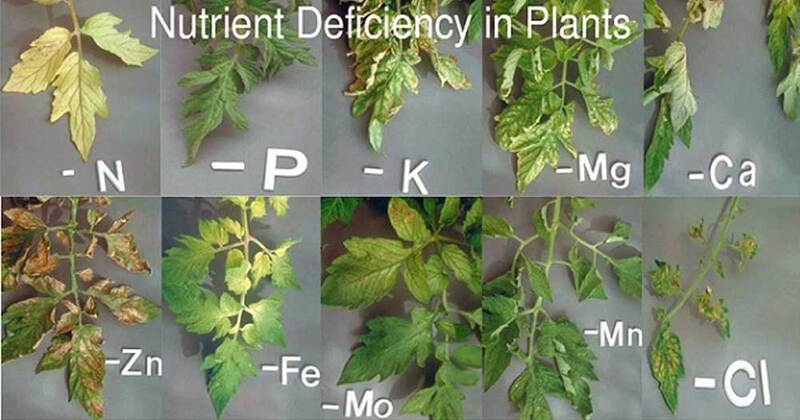 Nutrient Deficiency in Plants
- N
- P
- K
-Mg
-Ca
-Zn
-Fe
-Mo
-Mn
-Cl